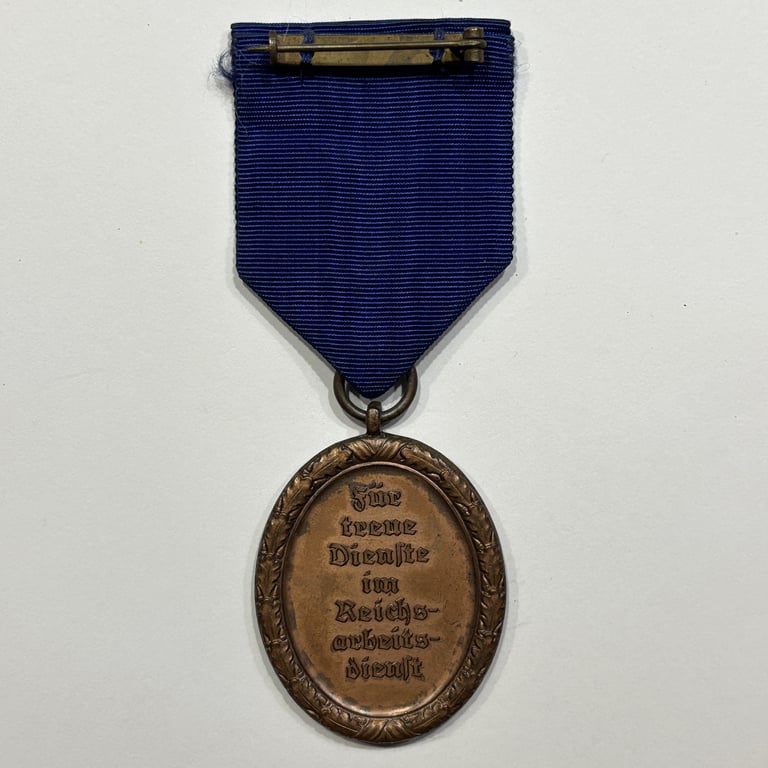 Für
treue
Dienſte
im
Reichs-
arbeits-
dienſt